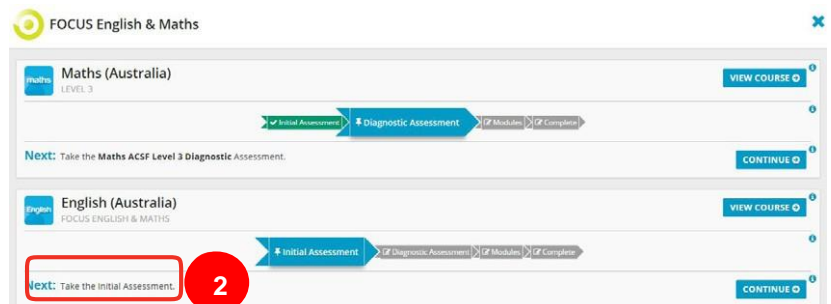 FOCUS English & Maths
maths
Maths (Australia)
LEVEL 3
VIEW COURSE
Initial Assessment
Diagnostic Assessment
Modules
Complete
Next: Take the Maths ACSF Level 3 Diagnostic Assessment.
CONTINUE
English
English (Australia)
FOCUS ENGLISH & MATHS
VIEW COURSE
Initial Assessment
Diagnostic Assessment
Modules
Complete
Next: Take the Initial Assessment.
2
CONTINUE